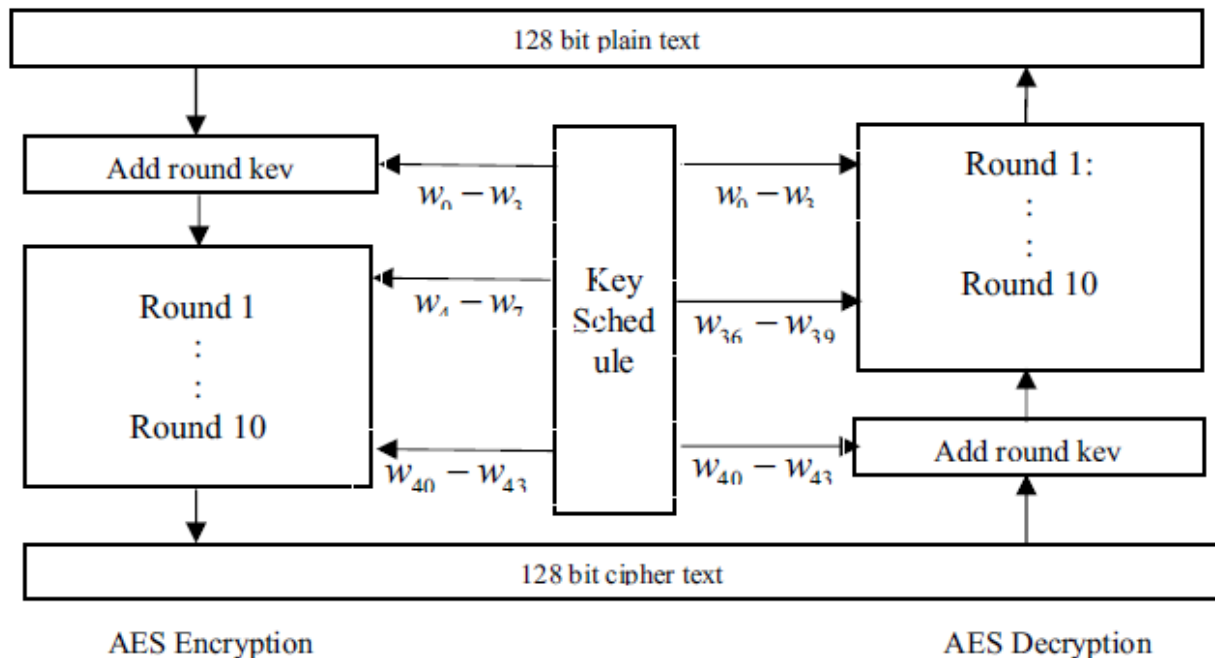 128 bit plain text
Add round kev
w₀ − w₃
w₀ − w₃
Round 1:
:
:
Round 10
Round 1
:
:
Round 10
w₄ − w₇
Key
Sched
ule
w₃₆ − w₃₉
w₄₀ − w₄₃
w₄₀ − w₄₃
Add round kev
128 bit cipher text
AES Encryption
AES Decryption